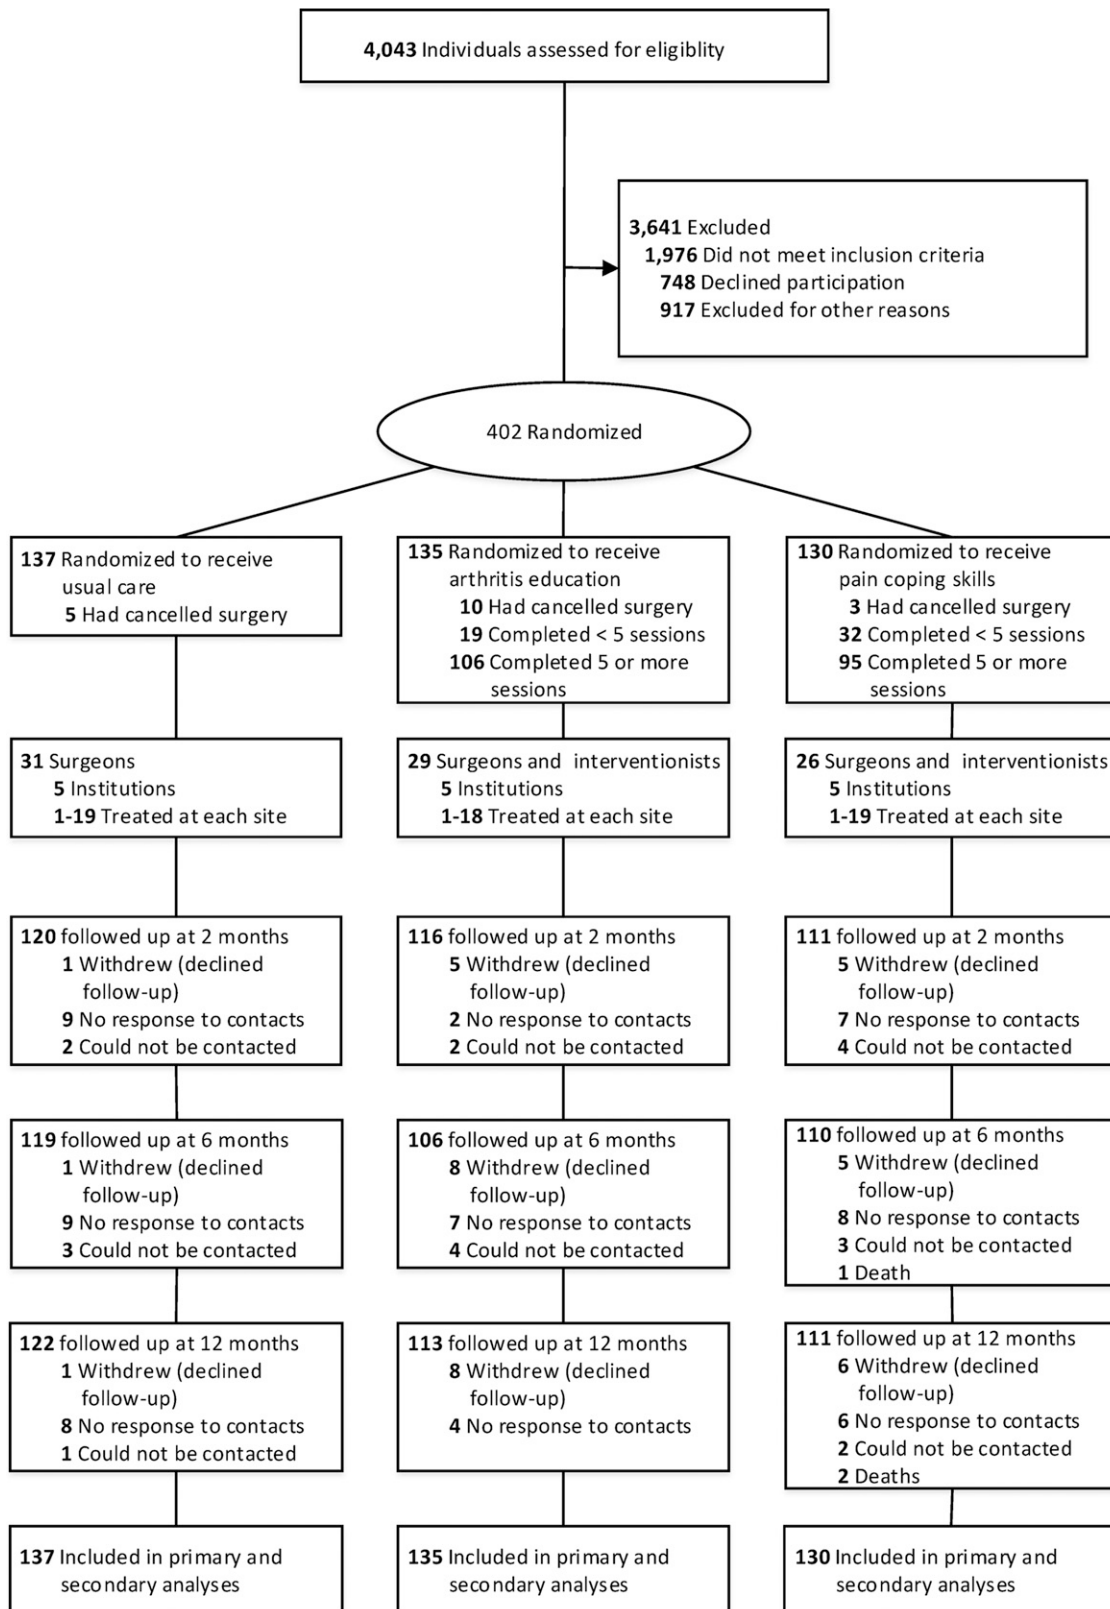 4,043 Individuals assessed for eligiblity
3,641 Excluded
1,976 Did not meet inclusion criteria
748 Declined participation
917 Excluded for other reasons
402 Randomized
137 Randomized to receive
usual care
5 Had cancelled surgery
135 Randomized to receive
arthritis education
10 Had cancelled surgery
19 Completed < 5 sessions
106 Completed 5 or more
sessions
130 Randomized to receive
pain coping skills
3 Had cancelled surgery
32 Completed < 5 sessions
95 Completed 5 or more
sessions
31 Surgeons
5 Institutions
1-19 Treated at each site
29 Surgeons and interventionists
5 Institutions
1-18 Treated at each site
26 Surgeons and interventionists
5 Institutions
1-19 Treated at each site
120 followed up at 2 months
1 Withdrew (declined
follow-up)
9 No response to contacts
2 Could not be contacted
116 followed up at 2 months
5 Withdrew (declined
follow-up)
2 No response to contacts
2 Could not be contacted
111 followed up at 2 months
5 Withdrew (declined
follow-up)
7 No response to contacts
4 Could not be contacted
119 followed up at 6 months
1 Withdrew (declined
follow-up)
9 No response to contacts
3 Could not be contacted
106 followed up at 6 months
8 Withdrew (declined
follow-up)
7 No response to contacts
4 Could not be contacted
110 followed up at 6 months
5 Withdrew (declined
follow-up)
8 No response to contacts
3 Could not be contacted
1 Death
122 followed up at 12 months
1 Withdrew (declined
follow-up)
8 No response to contacts
1 Could not be contacted
113 followed up at 12 months
8 Withdrew (declined
follow-up)
4 No response to contacts
111 followed up at 12 months
6 Withdrew (declined
follow-up)
6 No response to contacts
2 Could not be contacted
2 Deaths
137 Included in primary and
secondary analyses
135 Included in primary and
secondary analyses
130 Included in primary and
secondary analyses